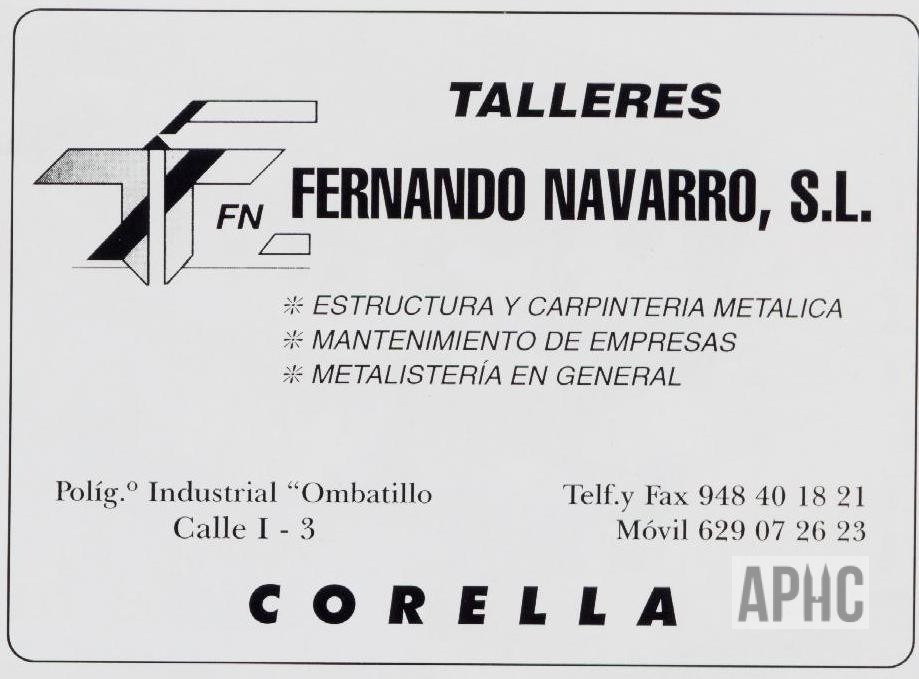 TALLERES
FN FERNANDO NAVARRO, S.L.
✳ ESTRUCTURA Y CARPINTERIA METALICA
✳ MANTENIMIENTO DE EMPRESAS
✳ METALISTERÍA EN GENERAL
Políg.º Industrial “Ombatillo
Calle I - 3
Telf.y Fax 948 40 18 21
Móvil 629 07 26 23
CORELLA
APHC